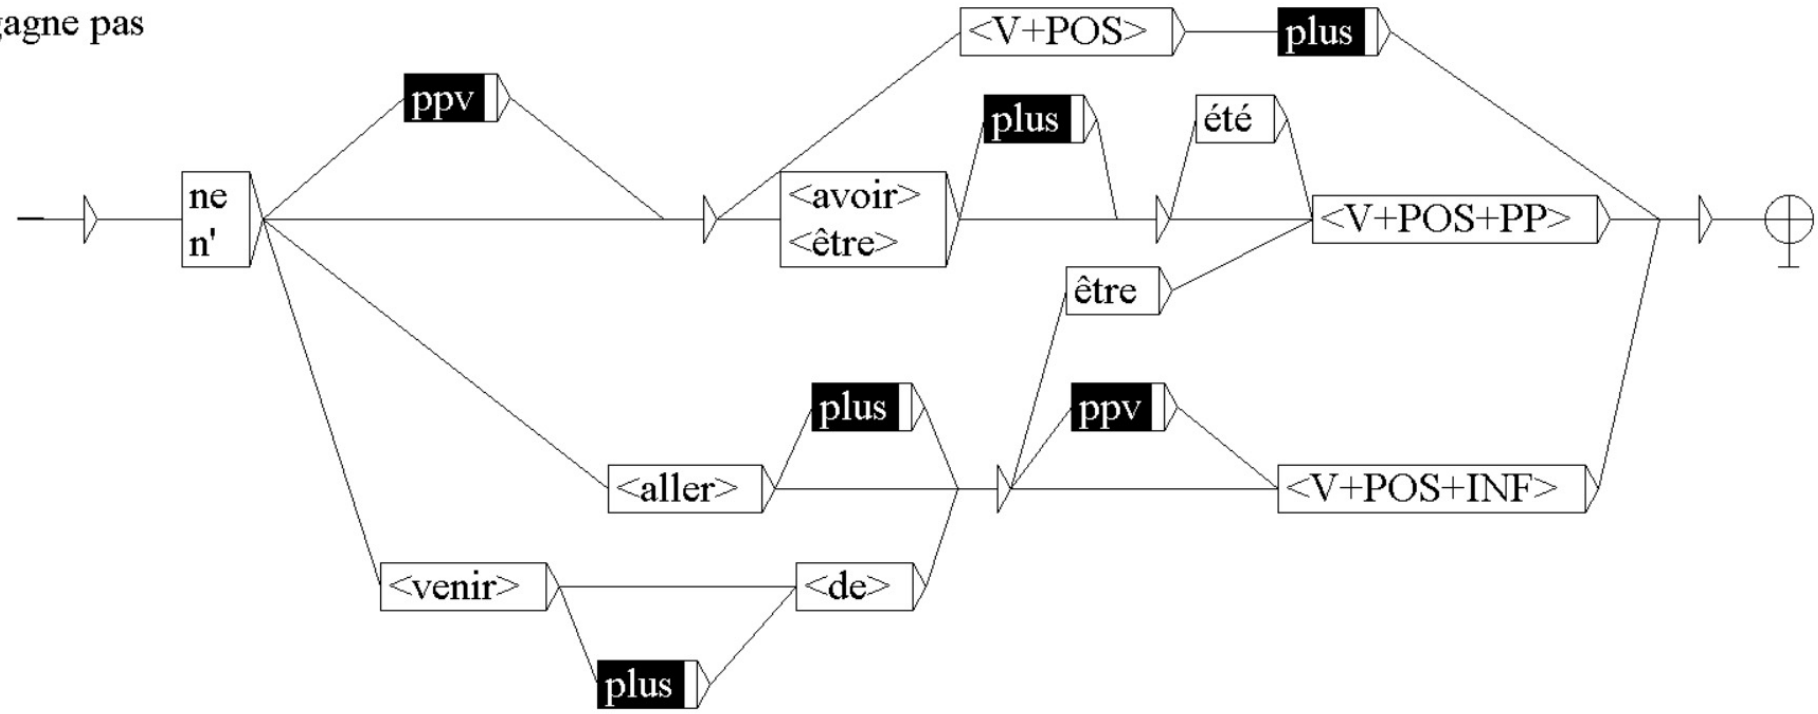 gagne pas
<V+POS>
plus
ppv
plus
été
ne
n'
<avoir>
<être>
<V+POS+PP>
être
plus
ppv
<aller>
<V+POS+INF>
<venir>
<de>
plus